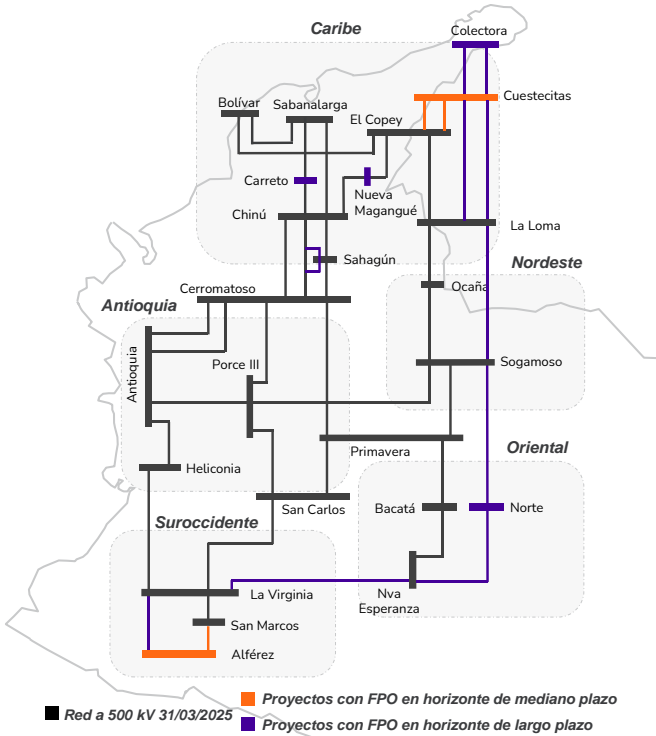 Colectora
Caribe
Cuestecitas
Bolívar
Sabanalarga
El Copey
Carreto
Nueva
Magangué
Chinú
La Loma
Sahagún
Nordeste
Cerromatoso
Ocaña
Antioquia
Antioquia
Porce III
Sogamoso
Primavera
Oriental
Heliconia
San Carlos
Bacatá
Norte
Suroccidente
La Virginia
Nva
Esperanza
San Marcos
Alférez
Red a 500 kV 31/03/2025
Proyectos con FPO en horizonte de mediano plazo
Proyectos con FPO en horizonte de largo plazo